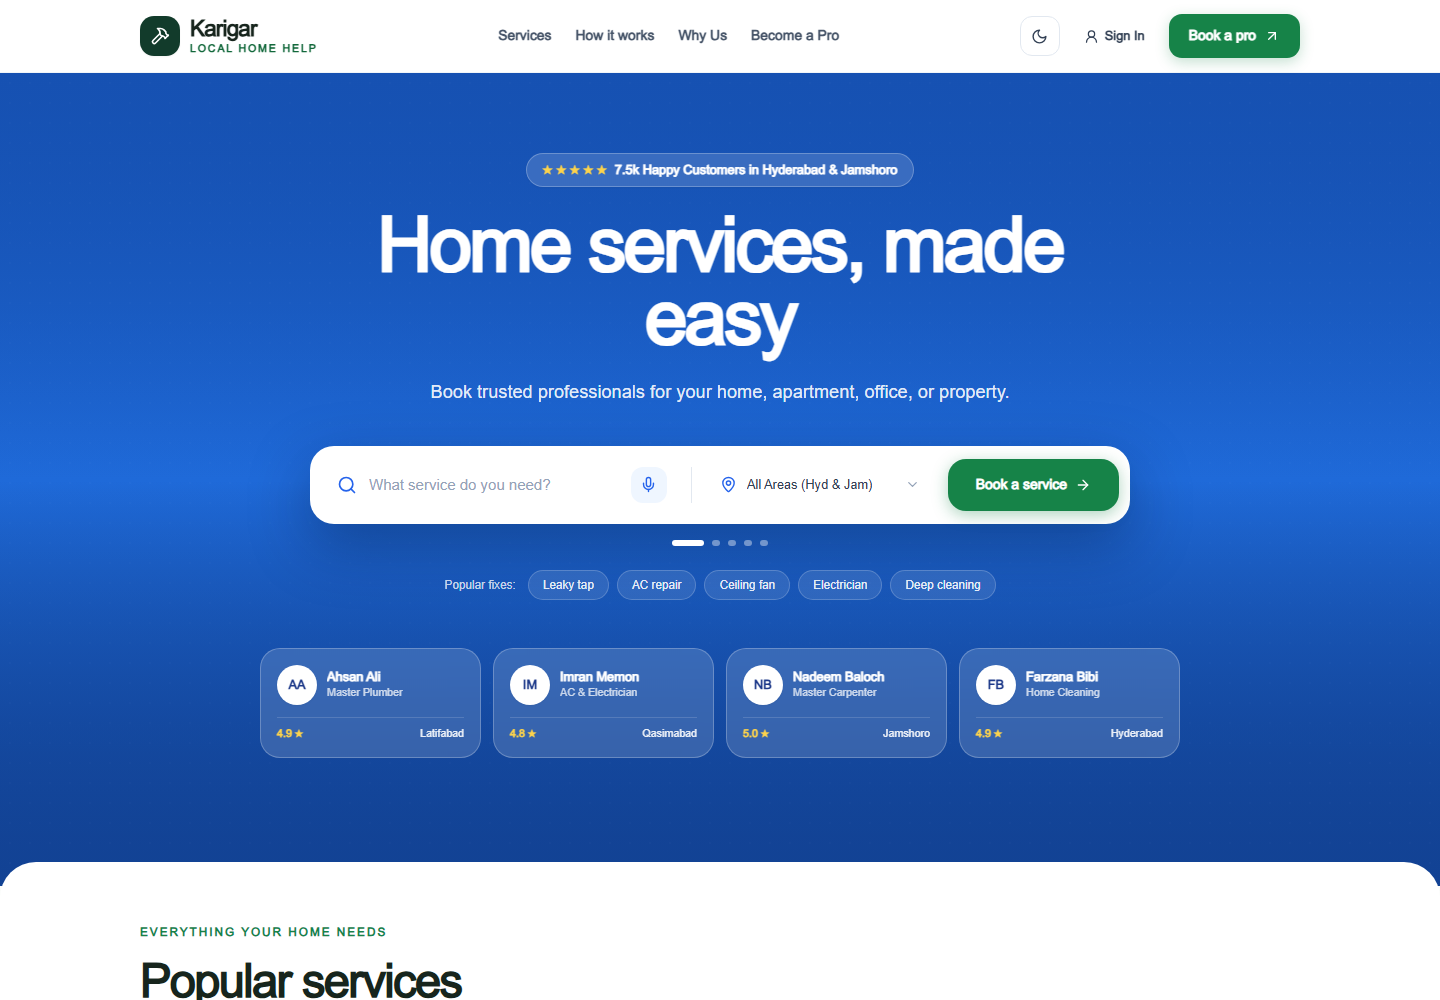 Karigar
LOCAL HOME HELP
Services
How it works
Why Us
Become a Pro
Sign In
Book a pro
★★★★★ 7.5k Happy Customers in Hyderabad & Jamshoro
Home services, made
easy
Book trusted professionals for your home, apartment, office, or property.
What service do you need?
All Areas (Hyd & Jam)
Book a service
Popular fixes:
Leaky tap
AC repair
Ceiling fan
Electrician
Deep cleaning
AA
Ahsan Ali
Master Plumber
4.9 ★
Latifabad
IM
Imran Memon
AC & Electrician
4.8 ★
Qasimabad
NB
Nadeem Baloch
Master Carpenter
5.0 ★
Jamshoro
FB
Farzana Bibi
Home Cleaning
4.9 ★
Hyderabad
EVERYTHING YOUR HOME NEEDS
Popular services